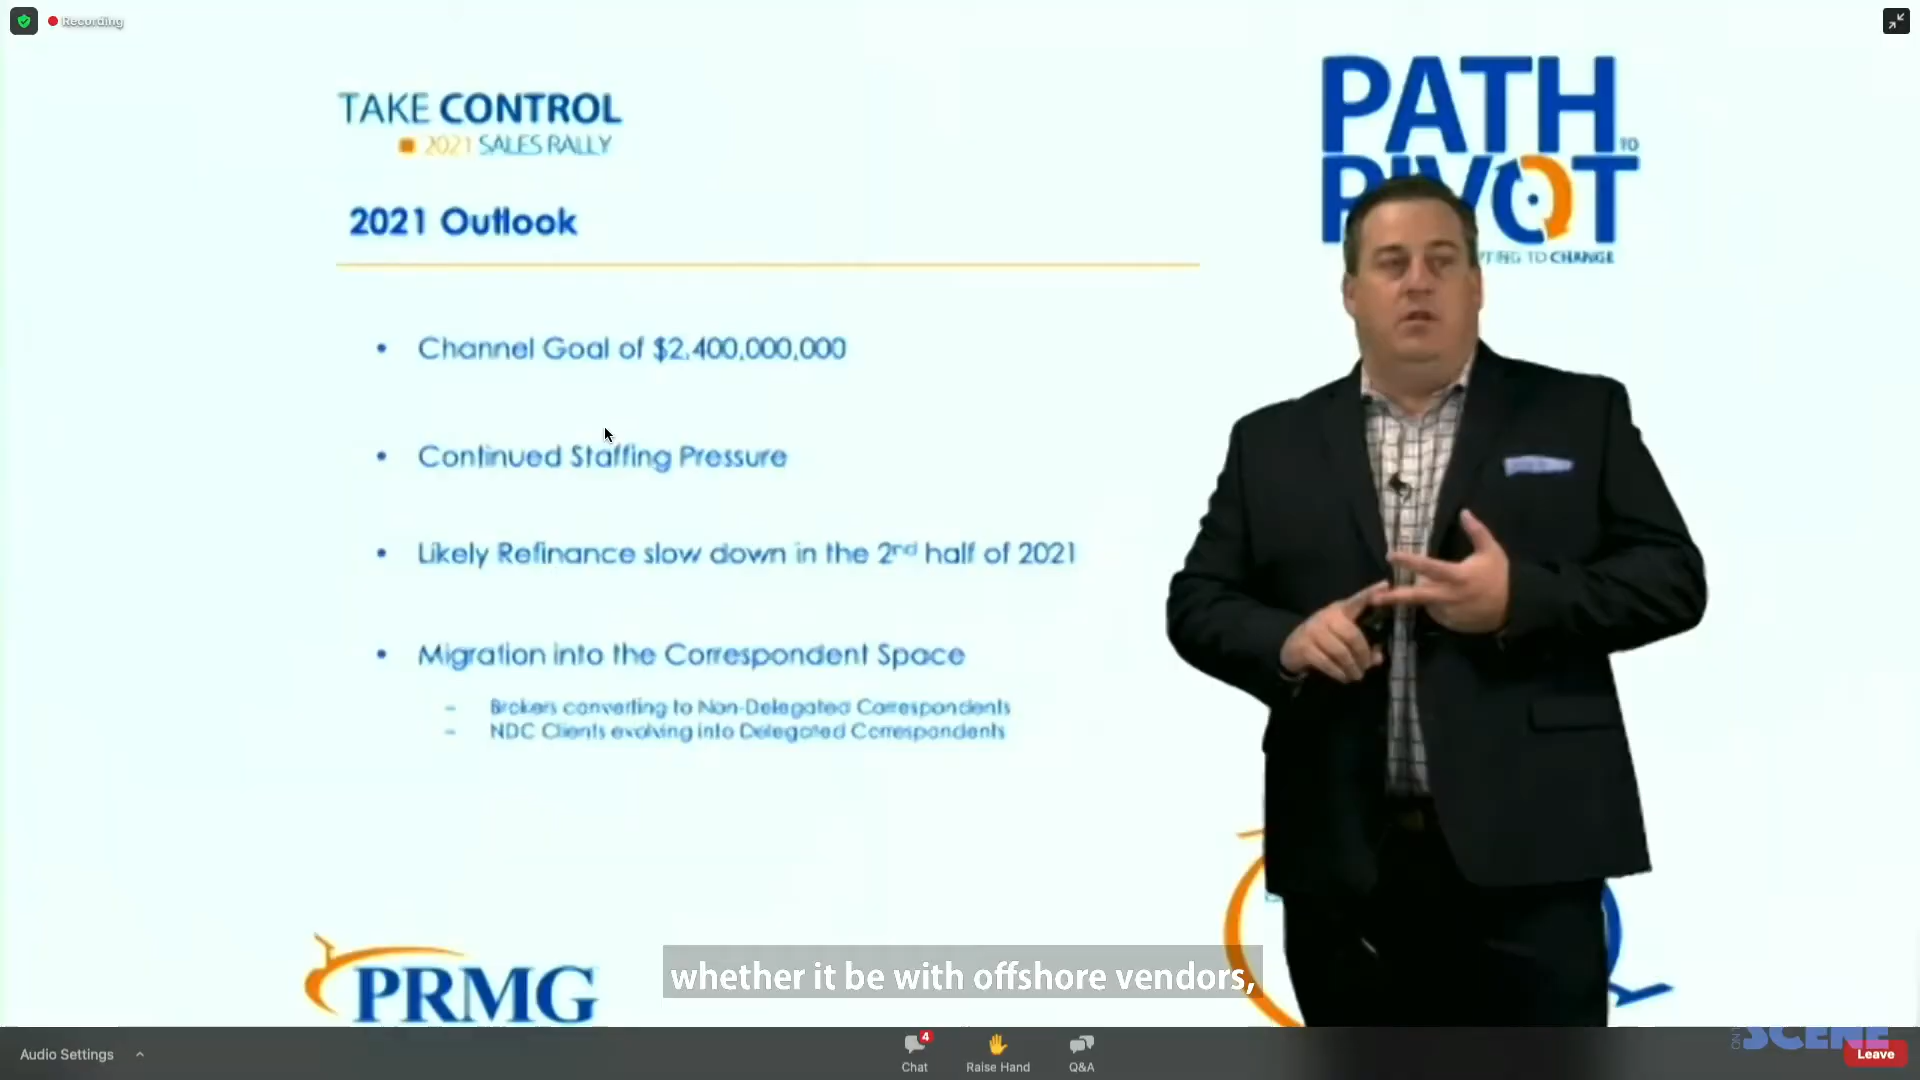 Recording
TAKE CONTROL
2021 SALES RALLY
PATH
TO
PIVOT
TO CHANGE
2021 Outlook
• Channel Goal of $2,400,000,000
• Continued Staffing Pressure
• Likely Refinance slow down in the 2nd half of 2021
• Migration into the Correspondent Space
– Brokers converting to Non-Delegated Correspondents
– NDC Clients evolving into Delegated Correspondents
PRMG
whether it be with offshore vendors,
Audio Settings
4
Chat
Raise Hand
Q&A
ON SCENE
Leave